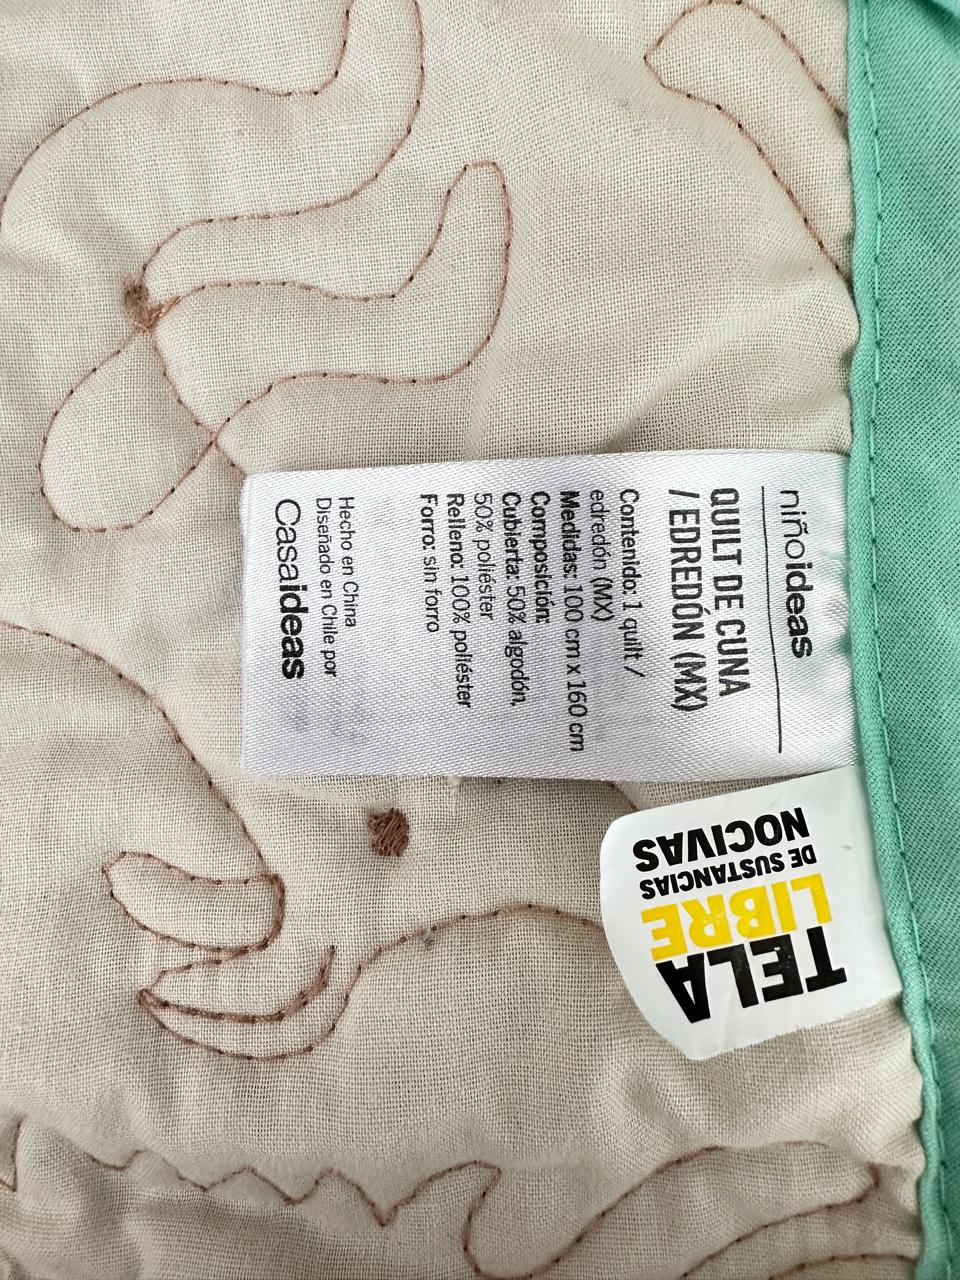 niñoideas
QUILT DE CUNA
/ EDREDÓN (MX)
Contenido: 1 quilt /
edredón (MX)
Medidas: 100 cm x 160 cm
Composición:
Cubierta: 50% algodón,
50% poliéster
Relleno: 100% poliéster
Forro: sin forro
Hecho en China
Diseñado en Chile por
Casaideas
TELA
LIBRE
DE SUSTANCIAS
NOCIVAS